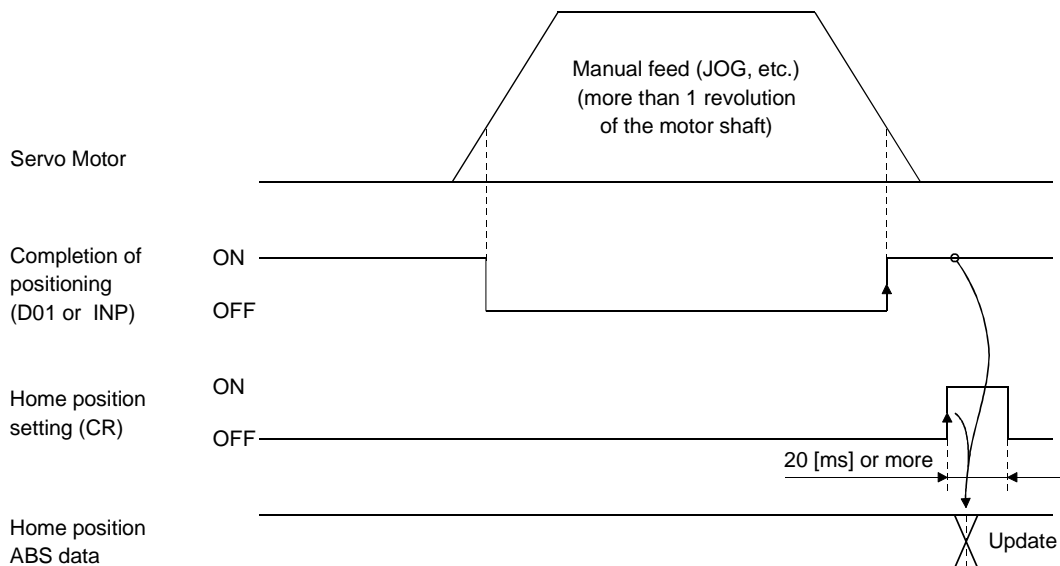 Manual feed (JOG, etc.)
(more than 1 revolution
of the motor shaft)
Servo Motor
Completion of
positioning
(D01 or INP)
ON
OFF
Home position
setting (CR)
ON
OFF
20 [ms] or more
Home position
ABS data
Update